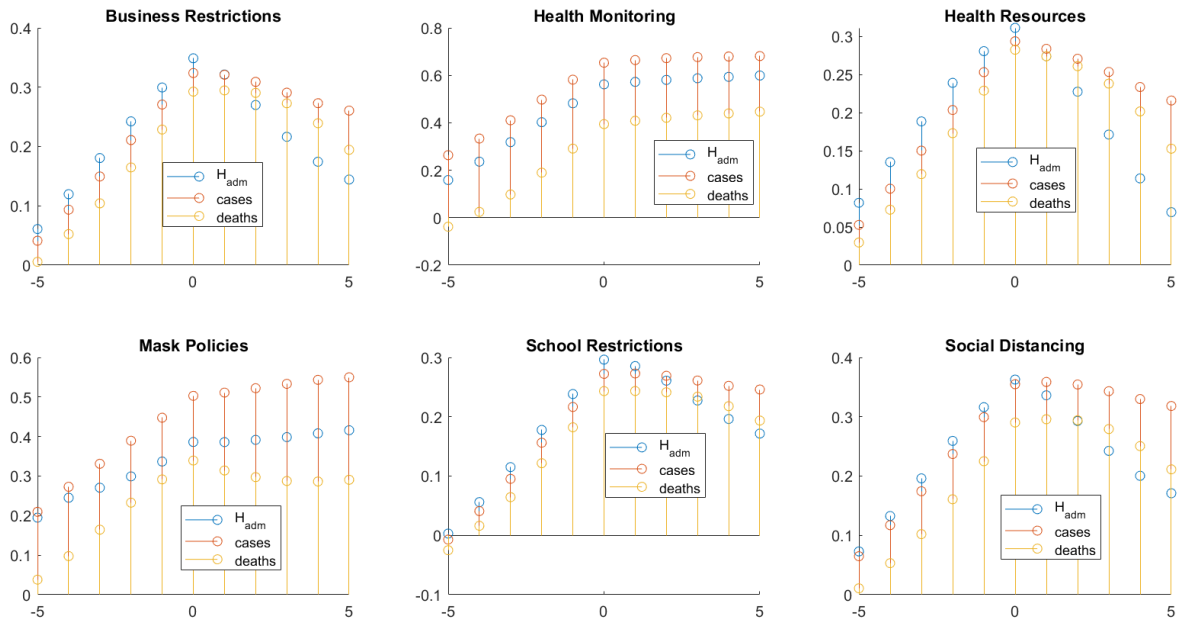 Business Restrictions
0.4
0.3
0.2
0.1
0
-5
0
5
H_adm
cases
deaths
Health Monitoring
0.8
0.6
0.4
0.2
0
-0.2
-5
0
5
H_adm
cases
deaths
Health Resources
0.3
0.25
0.2
0.15
0.1
0.05
0
-5
0
5
H_adm
cases
deaths
Mask Policies
0.6
0.5
0.4
0.3
0.2
0.1
0
-5
0
5
H_adm
cases
deaths
School Restrictions
0.3
0.2
0.1
0
-0.1
-5
0
5
H_adm
cases
deaths
Social Distancing
0.4
0.3
0.2
0.1
0
-5
0
5
H_adm
cases
deaths